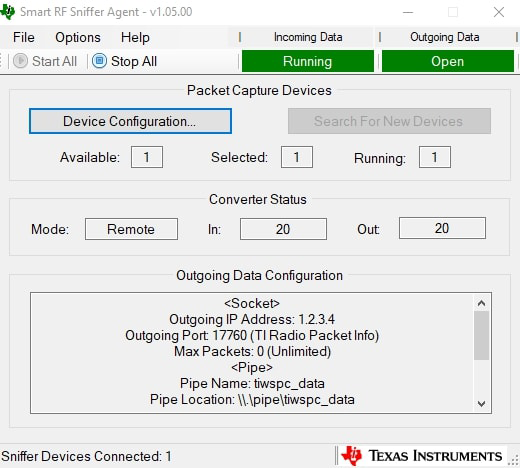 Smart RF Sniffer Agent - v1.05.00
File Options Help | Incoming Data | Outgoing Data
Start All Stop All Running Open
Packet Capture Devices
Device Configuration... Search For New Devices
Available: 1 Selected: 1 Running: 1
Converter Status
Mode: Remote In: 20 Out: 20
Outgoing Data Configuration
<Socket>
Outgoing IP Address: 1.2.3.4
Outgoing Port: 17760 (TI Radio Packet Info)
Max Packets: 0 (Unlimited)
<Pipe>
Pipe Name: tiwspc_data
Pipe Location: \\.\pipe\tiwspc_data
Sniffer Devices Connected: 1 TEXAS INSTRUMENTS